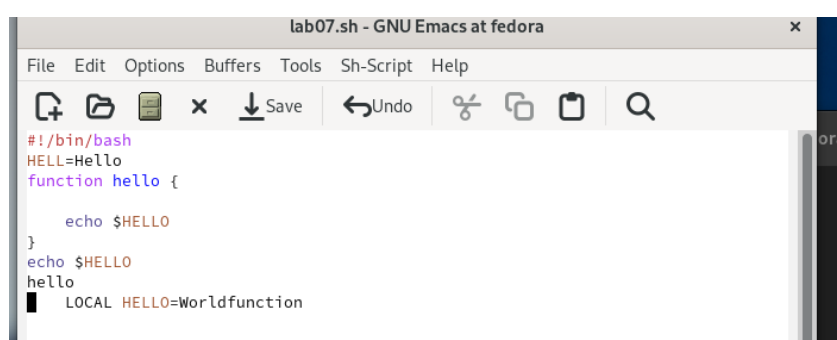 lab07.sh - GNU Emacs at fedora
File Edit Options Buffers Tools Sh-Script Help
Save Undo
#!/bin/bash
HELL=Hello
function hello {
    echo $HELLO
}
echo $HELLO
hello
    LOCAL HELLO=Worldfunction